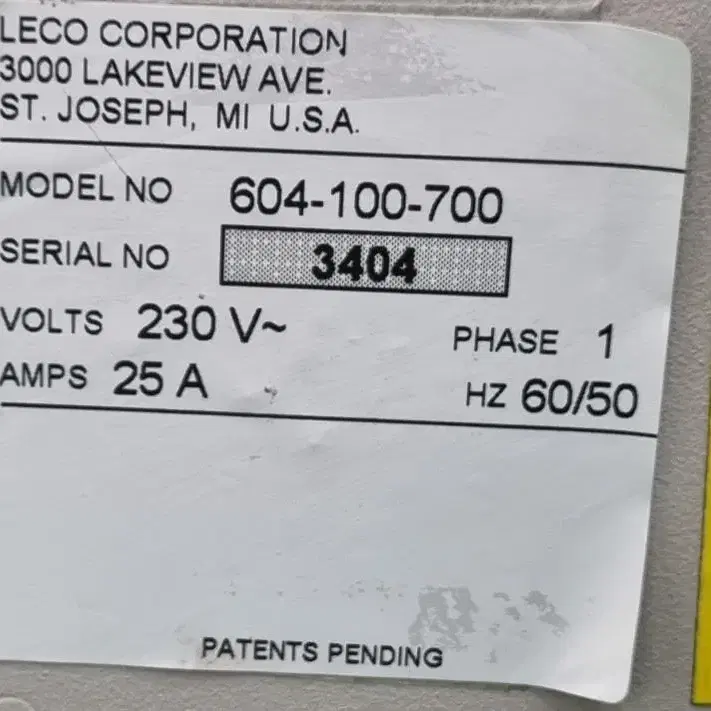 LECO CORPORATION
3000 LAKEVIEW AVE.
ST. JOSEPH, MI U.S.A.
MODEL NO 604-100-700
SERIAL NO 3404
VOLTS 230 V~ PHASE 1
AMPS 25 A HZ 60/50
PATENTS PENDING